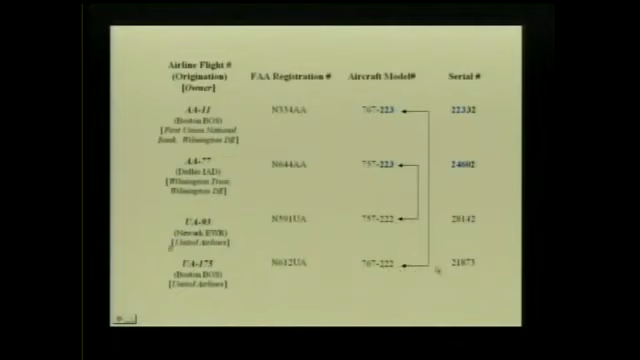 Airline Flight #
(Origination) FAA Registration # Aircraft Model# Serial #
[Owner]
AA-11 N334AA 767-223 22332
(Boston BOS)
[First Union National
Bank, Wilmington DE]
AA-77 N644AA 757-223 24602
(Dulles IAD)
[Wilmington Trust,
Wilmington DE]
UA-93 N591UA 757-222 28142
(Newark EWR)
[United Airlines]
UA-175 N612UA 767-222 21873
(Boston BOS)
[United Airlines]